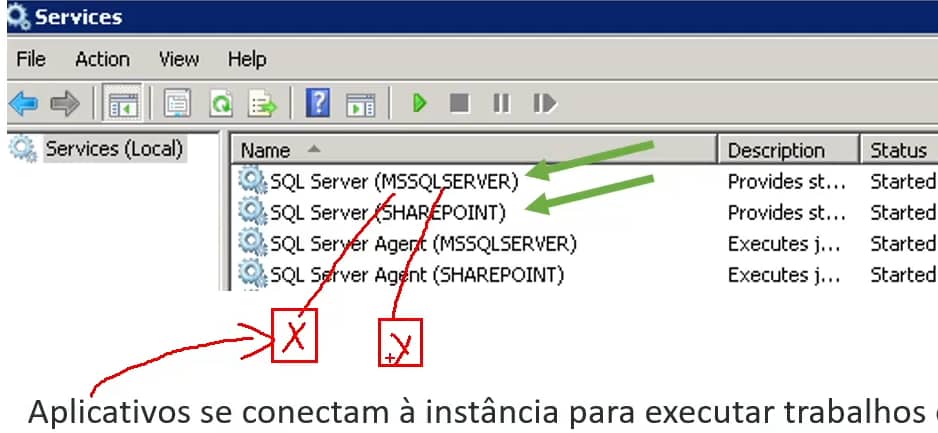 Services
File Action View Help
Services (Local)
Name Description Status
SQL Server (MSSQLSERVER) Provides st... Started
SQL Server (SHAREPOINT) Provides st... Started
SQL Server Agent (MSSQLSERVER) Executes j... Started
SQL Server Agent (SHAREPOINT) Executes j... Started
X y
Aplicativos se conectam à instância para executar trabalhos